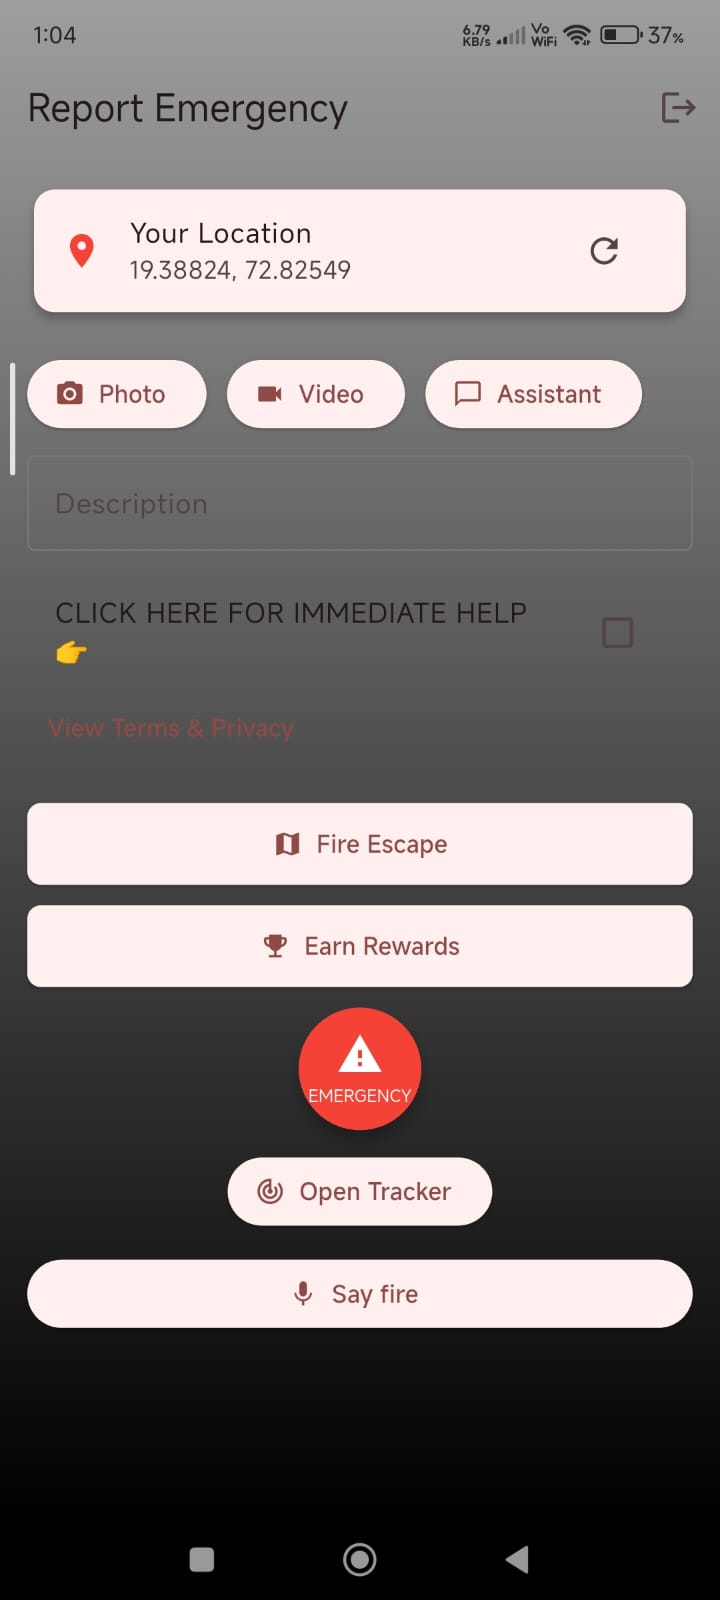 1:04
6.79 KB/s Vo WiFi 37%
Report Emergency
Your Location
19.38824, 72.82549
Photo Video Assistant
Description
CLICK HERE FOR IMMEDIATE HELP
👉
View Terms & Privacy
Fire Escape
Earn Rewards
EMERGENCY
Open Tracker
Say fire